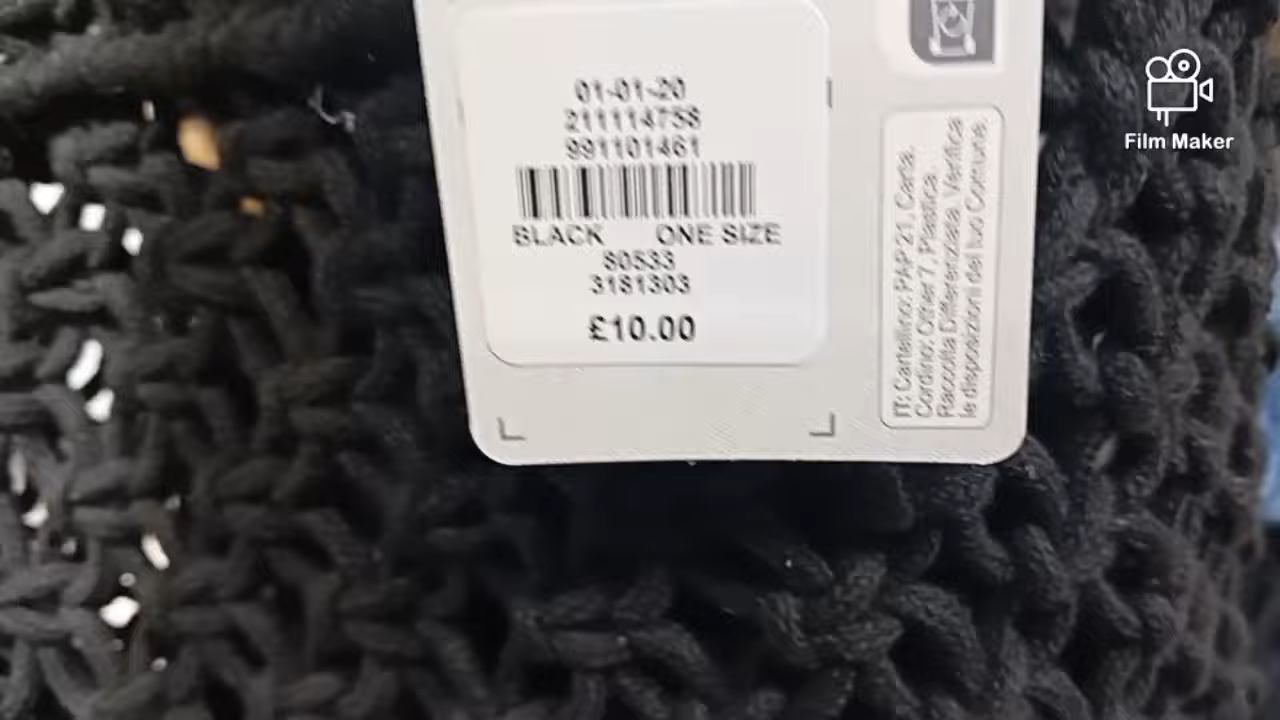 01-01-20
211114758
991101461
BLACK ONE SIZE
80533
3181303
£10.00
IT: Cartellino: PAP 21, Carta.
Cordino: Other 7, Plastica.
Raccolta Differenziata. Verifica
le disposizioni del tuo Comune.
Film Maker